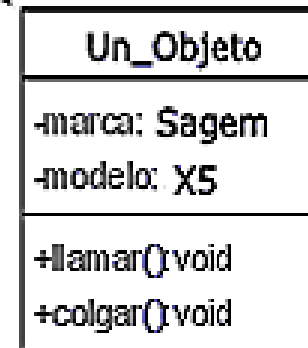 Un_Objeto
-marca: Sagem
-modelo: X5
+llamar():void
+colgar():void